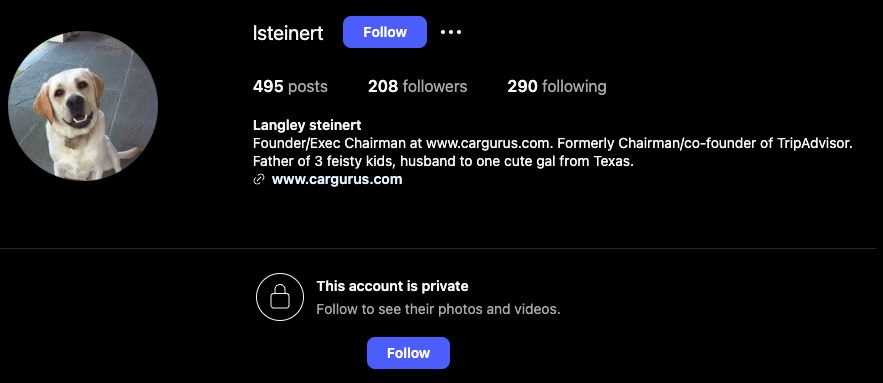 lsteinert Follow
495 posts 208 followers 290 following
Langley steinert
Founder/Exec Chairman at www.cargurus.com. Formerly Chairman/co-founder of TripAdvisor.
Father of 3 feisty kids, husband to one cute gal from Texas.
www.cargurus.com
This account is private
Follow to see their photos and videos.
Follow